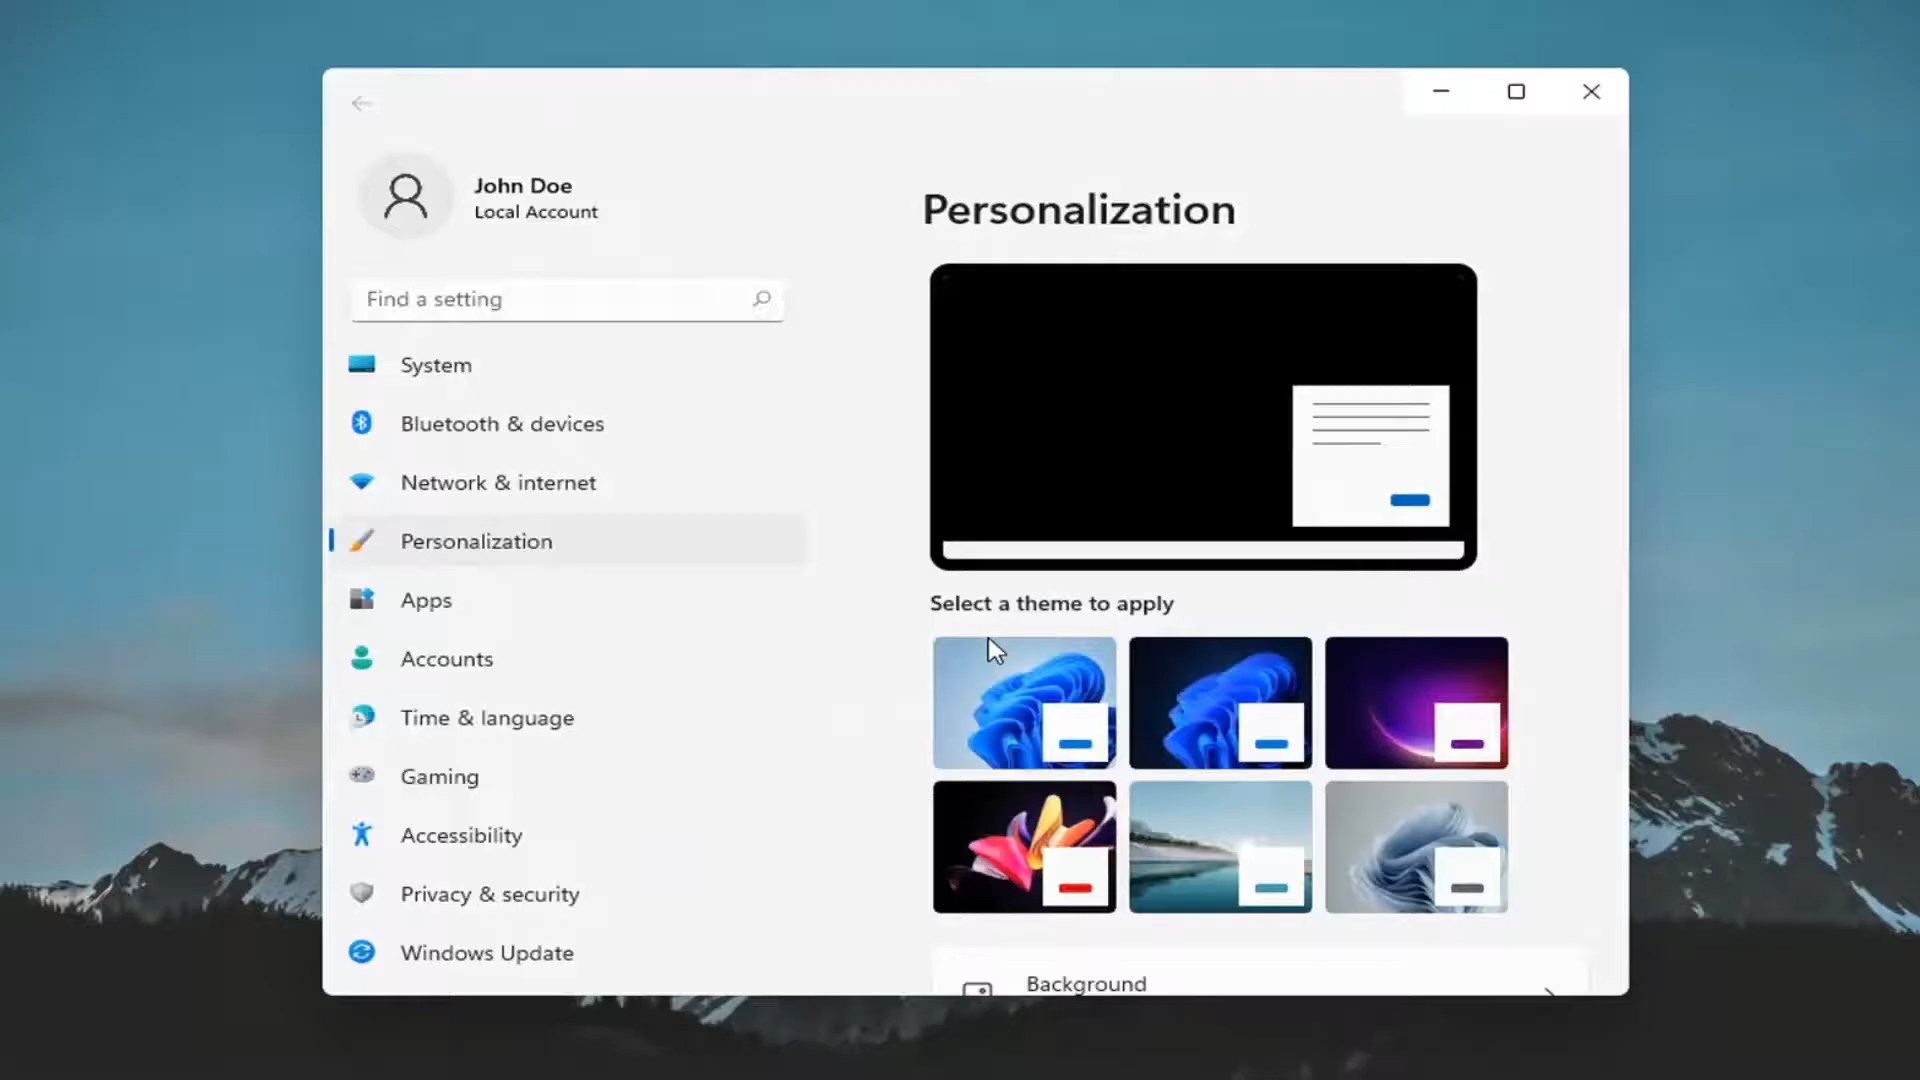 John Doe
Local Account
Find a setting
System
Bluetooth & devices
Network & internet
Personalization
Apps
Accounts
Time & language
Gaming
Accessibility
Privacy & security
Windows Update
Personalization
Select a theme to apply
Background